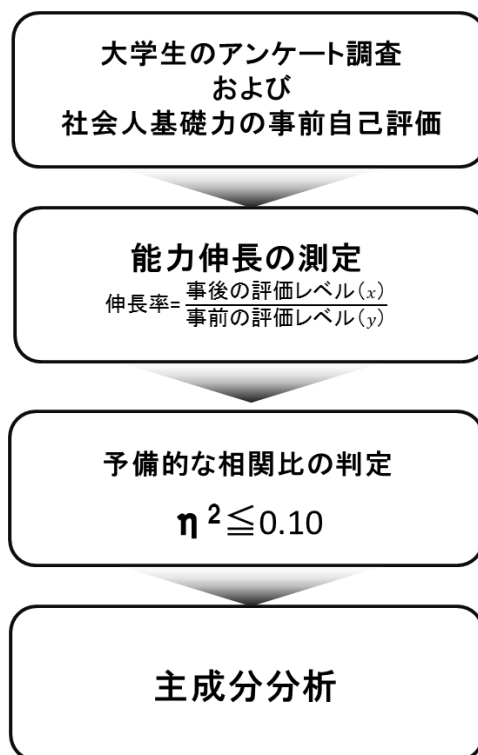 大学生のアンケート調査
および
社会人基礎力の事前自己評価
能力伸長の測定
伸長率=事後の評価レベル(x)
事前の評価レベル(y)
予備的な相関比の判定
η²≦0.10
主成分分析